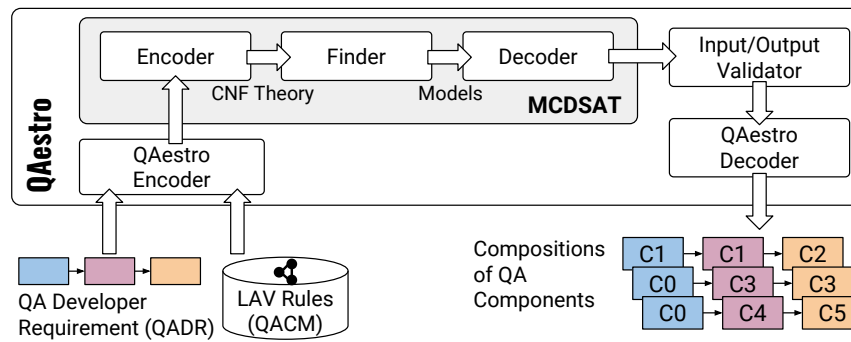 QAestro
Encoder
Finder
Decoder
CNF Theory
Models
MCDSAT
Input/Output
Validator
QAestro
Encoder
QAestro
Decoder
QA Developer
Requirement (QADR)
LAV Rules
(QACM)
Compositions
of QA
Components
C1 C1 C2
C0 C3 C3
C0 C4 C5